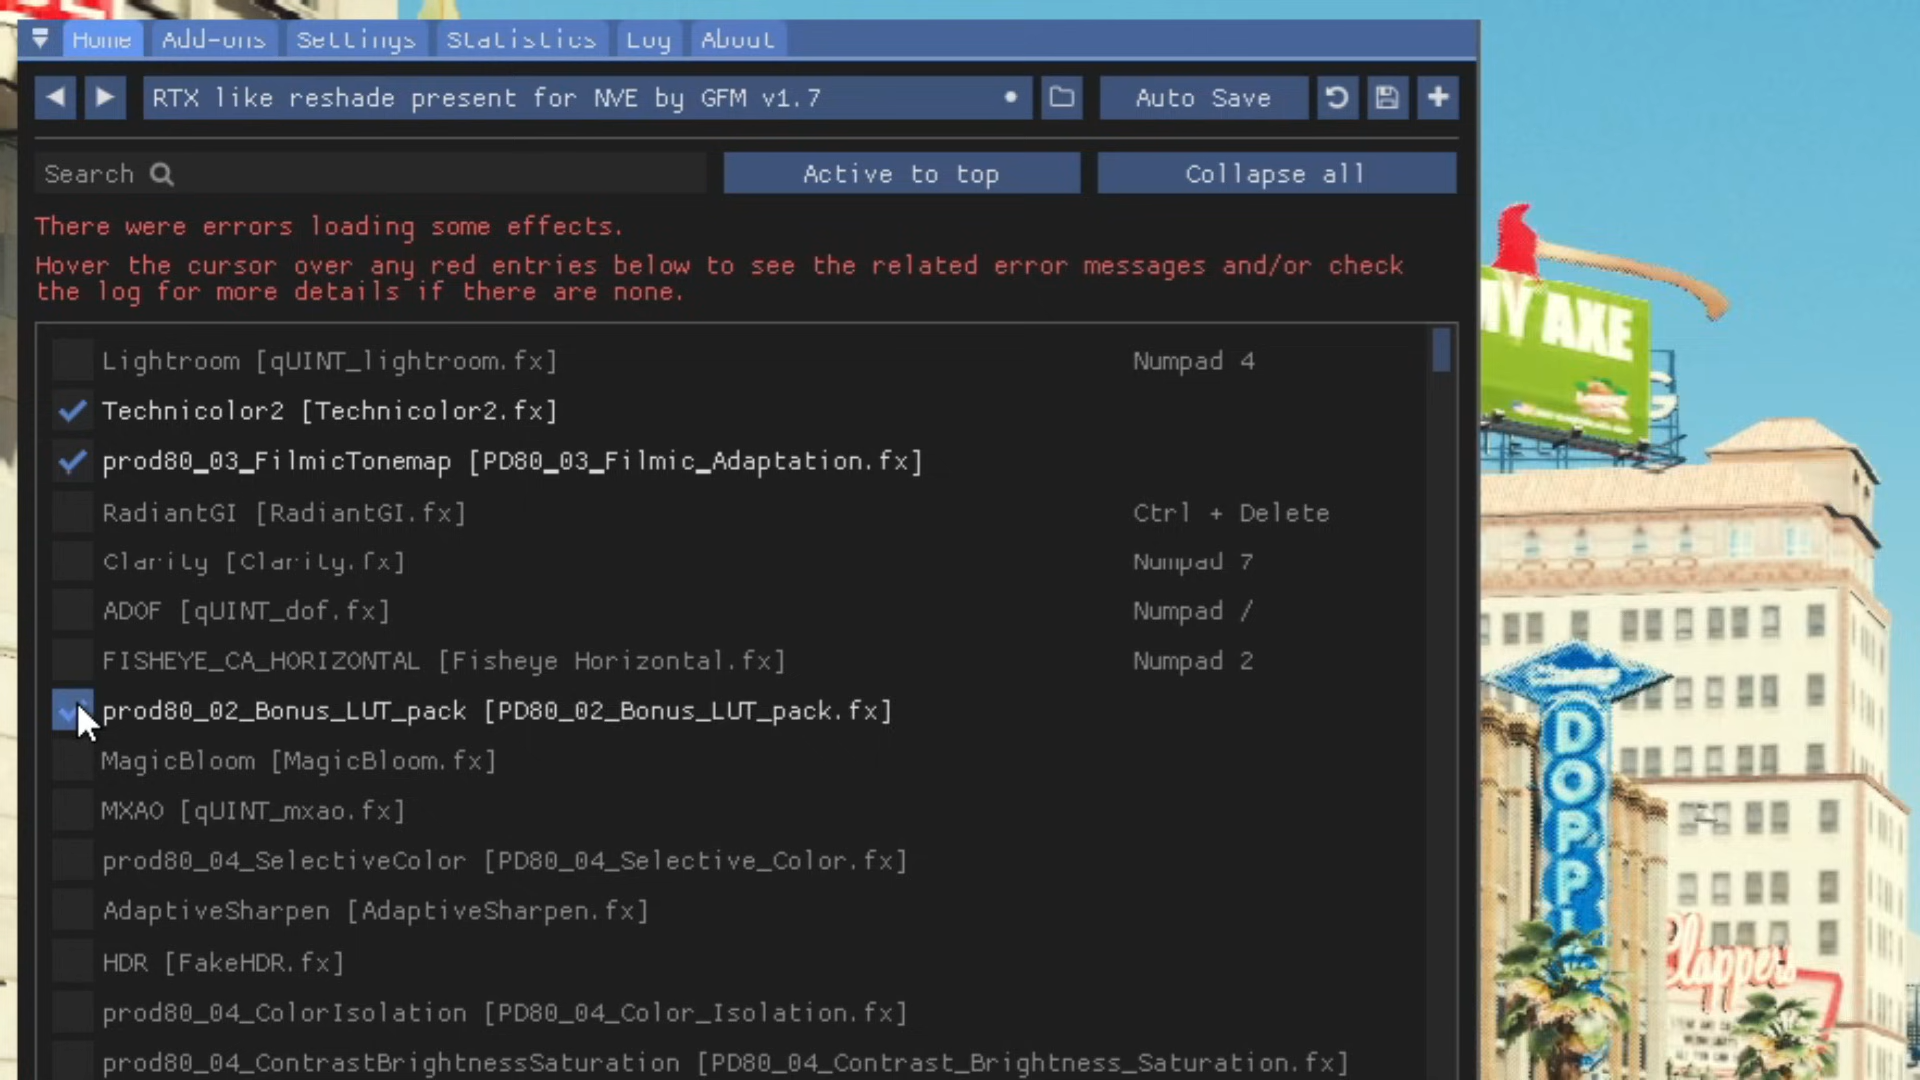 Home Add-ons Settings Statistics Log About
RTX like reshade present for NVE by GFM v1.7
Auto Save
Search
Active to top
Collapse all
There were errors loading some effects.
Hover the cursor over any red entries below to see the related error messages and/or check
the log for more details if there are none.
Lightroom [qUINT_lightroom.fx] Numpad 4
Technicolor2 [Technicolor2.fx]
prod80_03_FilmicTonemap [PD80_03_Filmic_Adaptation.fx]
RadiantGI [RadiantGI.fx] Ctrl + Delete
Clarity [Clarity.fx] Numpad 7
ADOF [qUINT_dof.fx] Numpad /
FISHEYE_CA_HORIZONTAL [Fisheye Horizontal.fx] Numpad 2
prod80_02_Bonus_LUT_pack [PD80_02_Bonus_LUT_pack.fx]
MagicBloom [MagicBloom.fx]
MXAO [qUINT_mxao.fx]
prod80_04_SelectiveColor [PD80_04_Selective_Color.fx]
AdaptiveSharpen [AdaptiveSharpen.fx]
HDR [FakeHDR.fx]
prod80_04_ColorIsolation [PD80_04_Color_Isolation.fx]
prod80_04_ContrastBrightnessSaturation [PD80_04_Contrast_Brightness_Saturation.fx]
MY AXE
DOPPL
Clappers